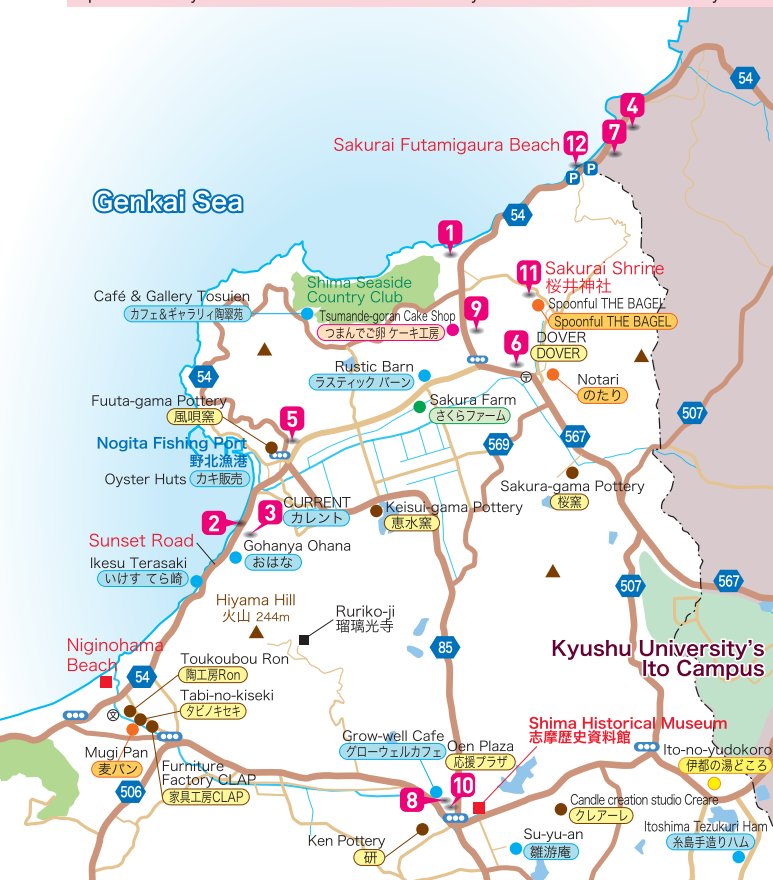 54
4
7
Sakurai Futamigaura Beach
12
P
P
Genkai Sea
54
1
11
Sakurai Shrine
桜井神社
Café & Gallery Tosuien
カフェ&ギャラリィ陶翠苑
Shima Seaside
Country Club
Tsumande-goran Cake Shop
つまんでご卵 ケーキ工房
9
Spoonful THE BAGEL
Spoonful THE BAGEL
6
DOVER
DOVER
Rustic Barn
ラスティック バーン
54
Notari
のたり
Fuuta-gama Pottery
風唄窯
Sakura Farm
さくらファーム
5
507
Nogita Fishing Port
野北漁港
569
567
Oyster Huts
カキ販売
Sakura-gama Pottery
桜窯
CURRENT
カレント
Keisui-gama Pottery
恵水窯
2
3
Sunset Road
Gohanya Ohana
おはな
Ikesu Terasaki
いけす てら崎
507
567
Hiyama Hill
火山 244m
Ruriko-ji
瑠璃光寺
85
Kyushu University's
Ito Campus
Niginohama
Beach
54
Toukoubou Ron
陶工房Ron
Tabi-no-kiseki
タビノキセキ
文
Mugi Pan
麦パン
Furniture
Factory CLAP
家具工房CLAP
506
Grow-well Cafe
グローウェルカフェ
Oen Plaza
応援プラザ
Shima Historical Museum
志摩歴史資料館
Ito-no-yudokoro
伊都の湯どころ
8
10
Candle creation studio Creare
クレアーレ
Ken Pottery
研
Su-yu-an
雛游庵
Itoshima Tezukuri Ham
糸島手造りハム